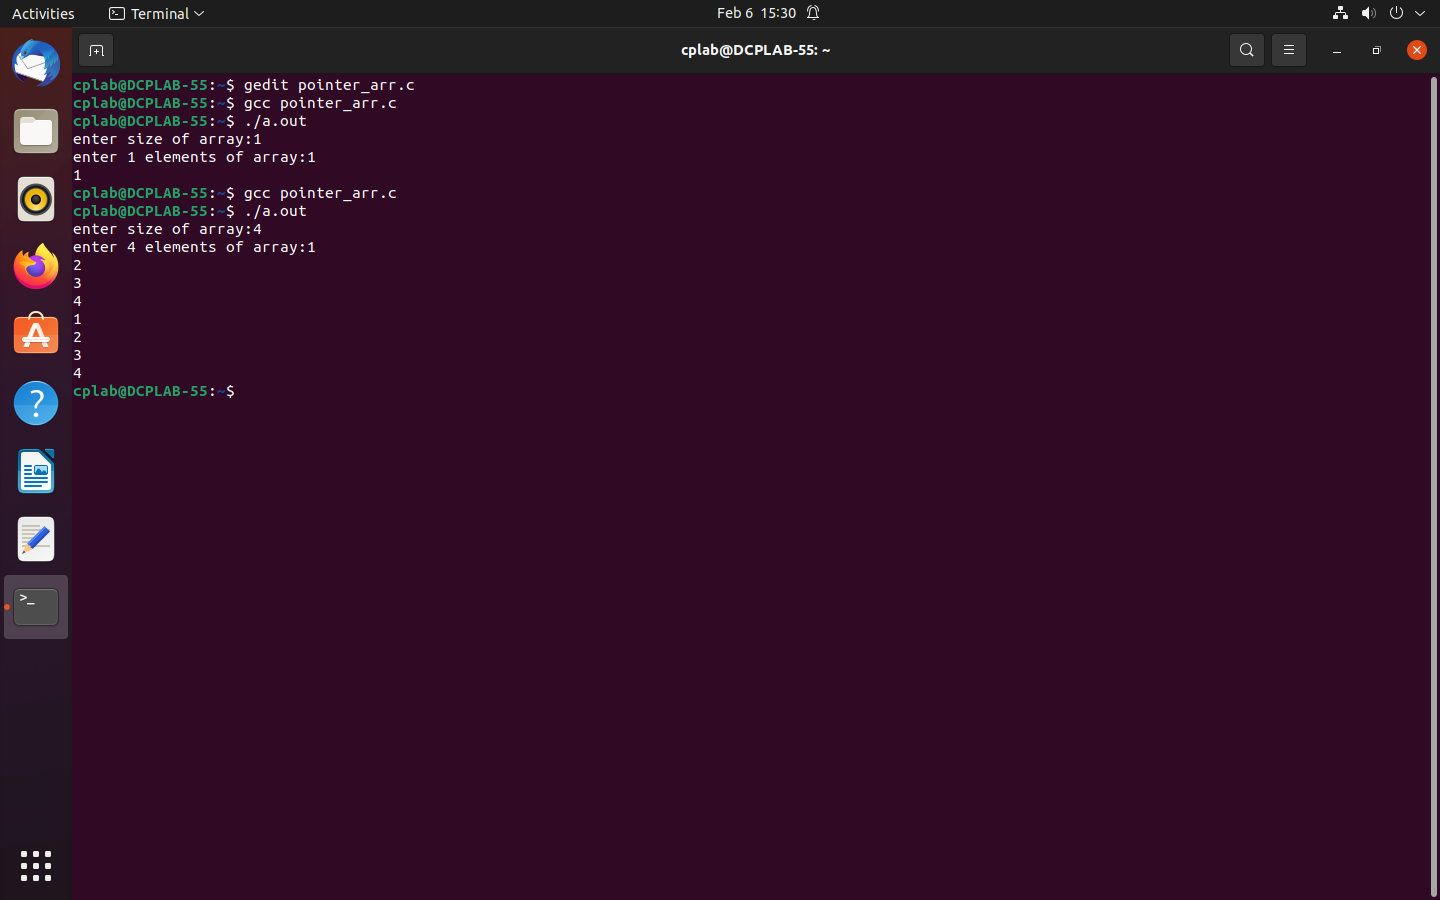 Activities
Terminal
Feb 6 15:30
cplab@DCPLAB-55: ~
cplab@DCPLAB-55:~$ gedit pointer_arr.c
cplab@DCPLAB-55:~$ gcc pointer_arr.c
cplab@DCPLAB-55:~$ ./a.out
enter size of array:1
enter 1 elements of array:1
1
cplab@DCPLAB-55:~$ gcc pointer_arr.c
cplab@DCPLAB-55:~$ ./a.out
enter size of array:4
enter 4 elements of array:1
2
3
4
1
2
3
4
cplab@DCPLAB-55:~$